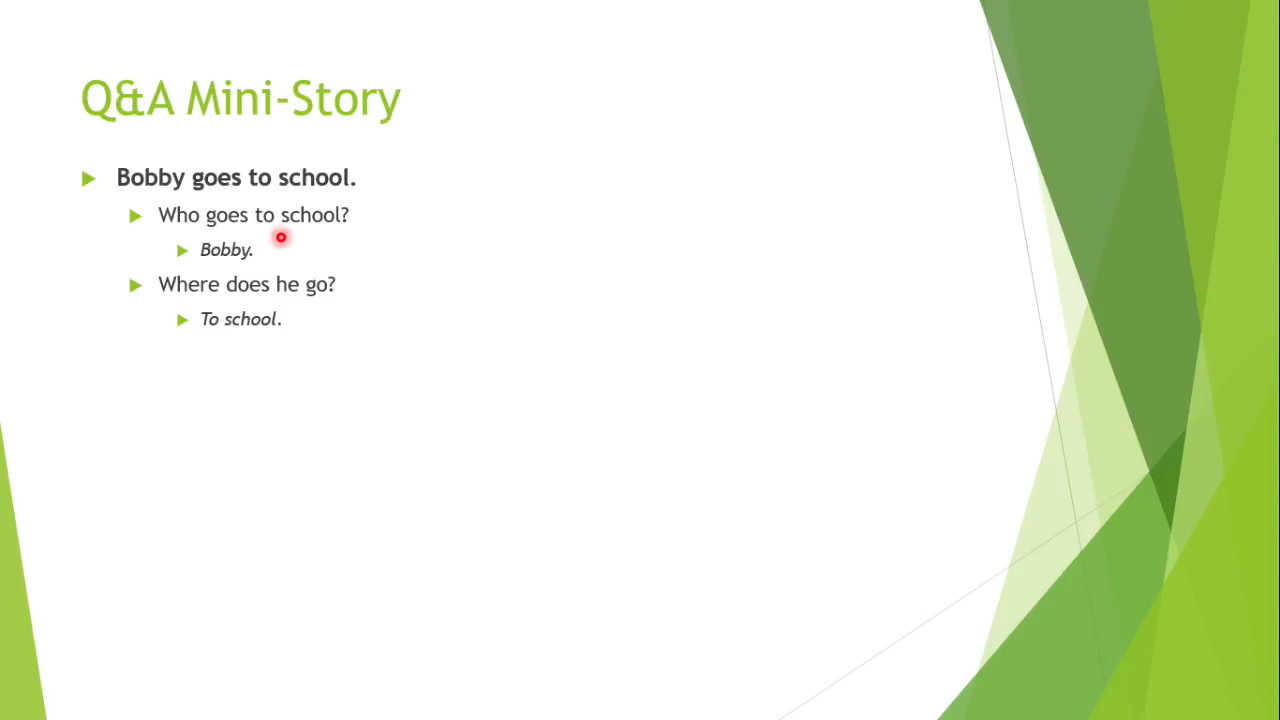 Q&A Mini-Story
Bobby goes to school.
Who goes to school?
Bobby.
Where does he go?
To school.